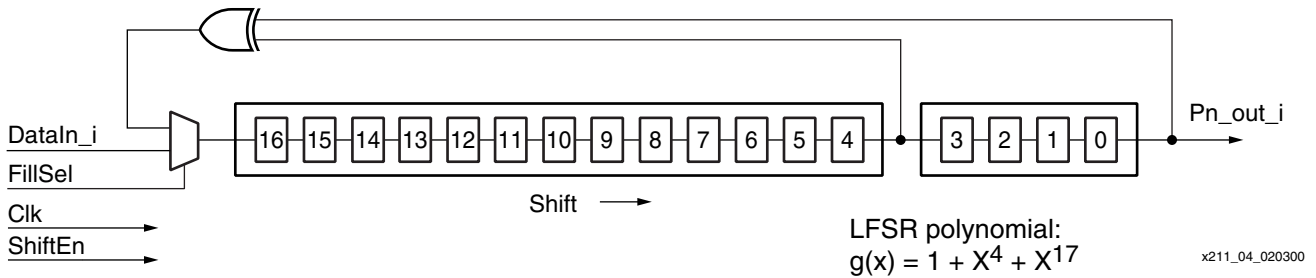 DataIn_i
FillSel
Clk
ShiftEn
16 15 14 13 12 11 10 9 8 7 6 5 4 3 2 1 0
Pn_out_i
Shift
LFSR polynomial:
g(x) = 1 + X⁴ + X¹⁷
x211_04_020300